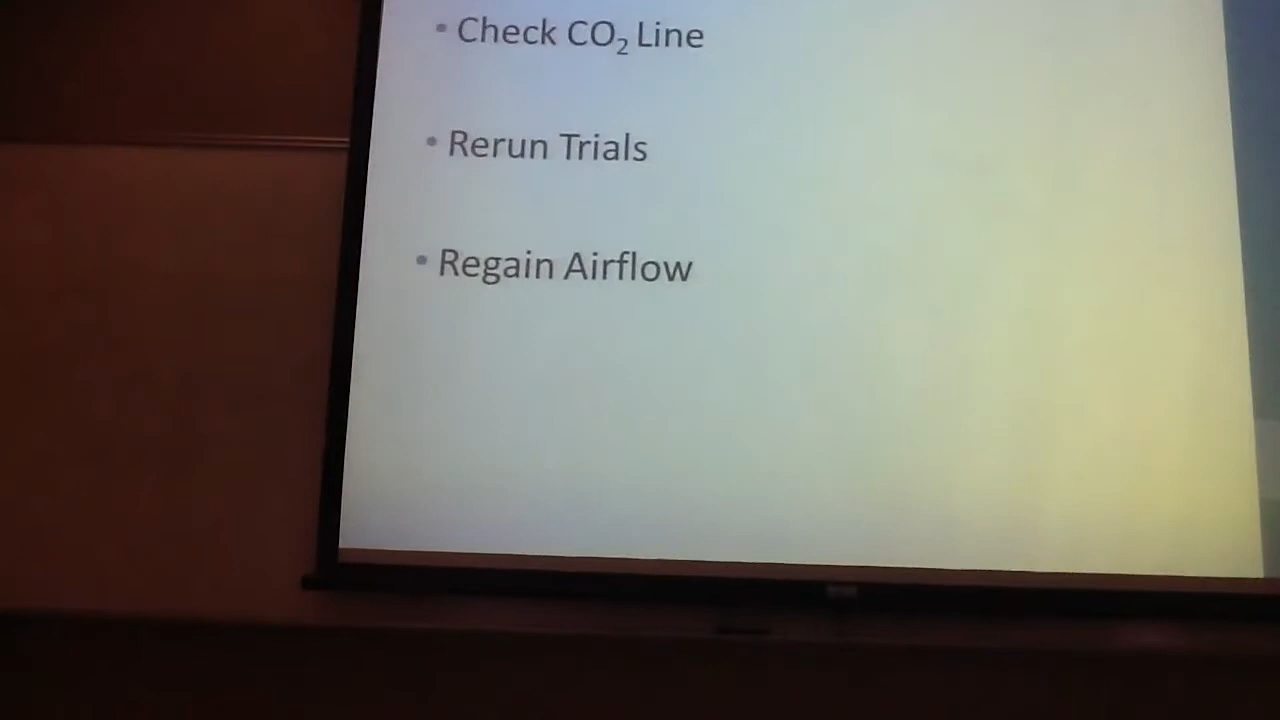 • Check CO₂ Line
• Rerun Trials
• Regain Airflow